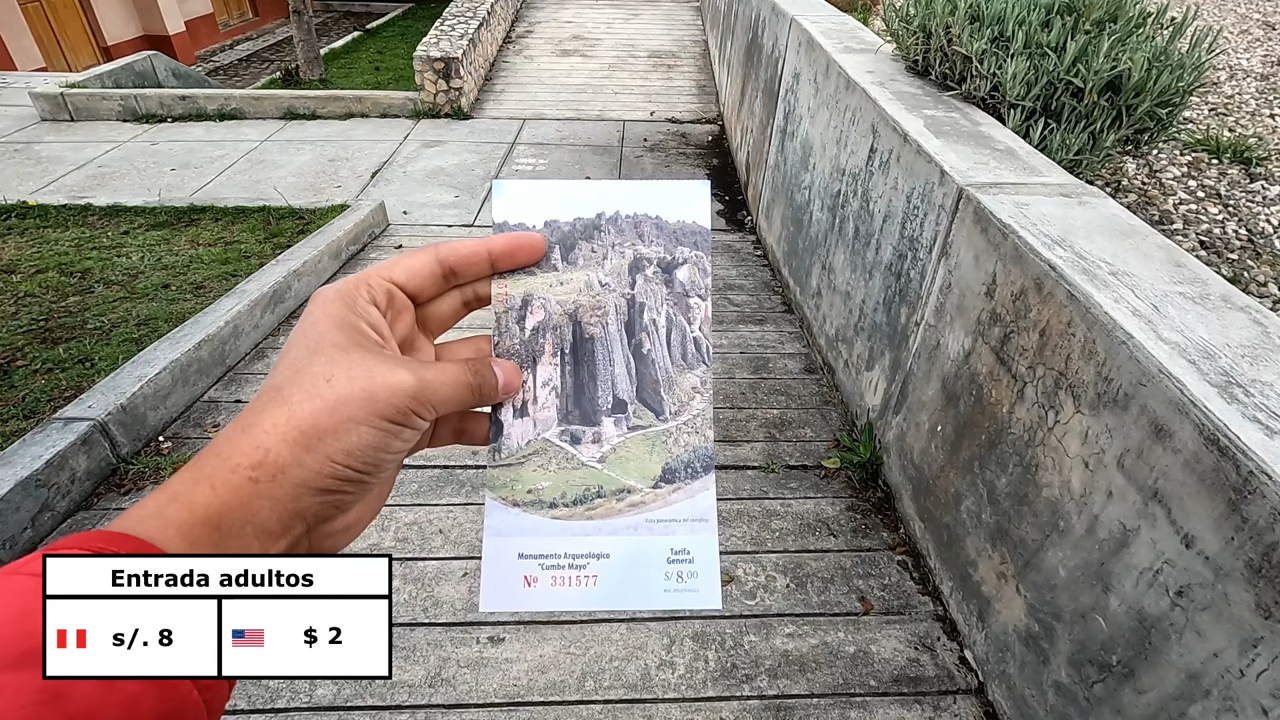 Vista panorámica del complejo
Monumento Arqueológico
"Cumbe Mayo"
Nº 331577
Tarifa
General
S/ 8.00
Entrada adultos
s/. 8
$ 2